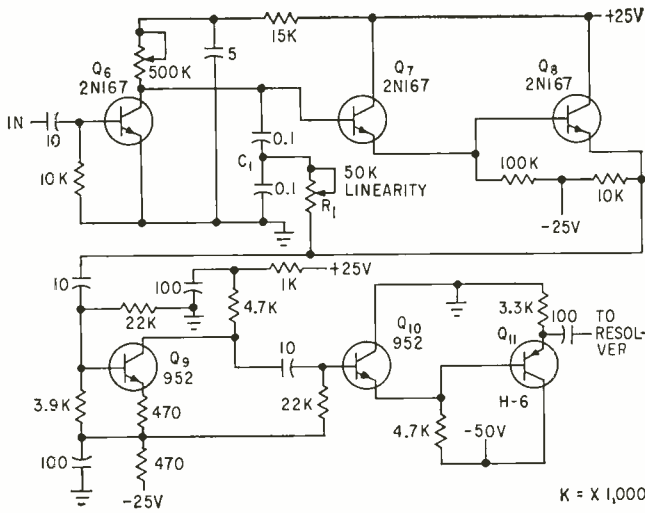 +25V
15K
Q6
2N167
500K
5
Q7
2N167
Q8
2N167
IN
10
0.1
10K
C1
0.1
50K
LINEARITY
R1
100K
10K
-25V
10
100
1K
+25V
22K
4.7K
Q9
952
10
Q10
952
3.3K
100
TO
RESOL-
VER
Q11
H-6
3.9K
470
22K
4.7K
-50V
100
470
-25V
K = X 1,000